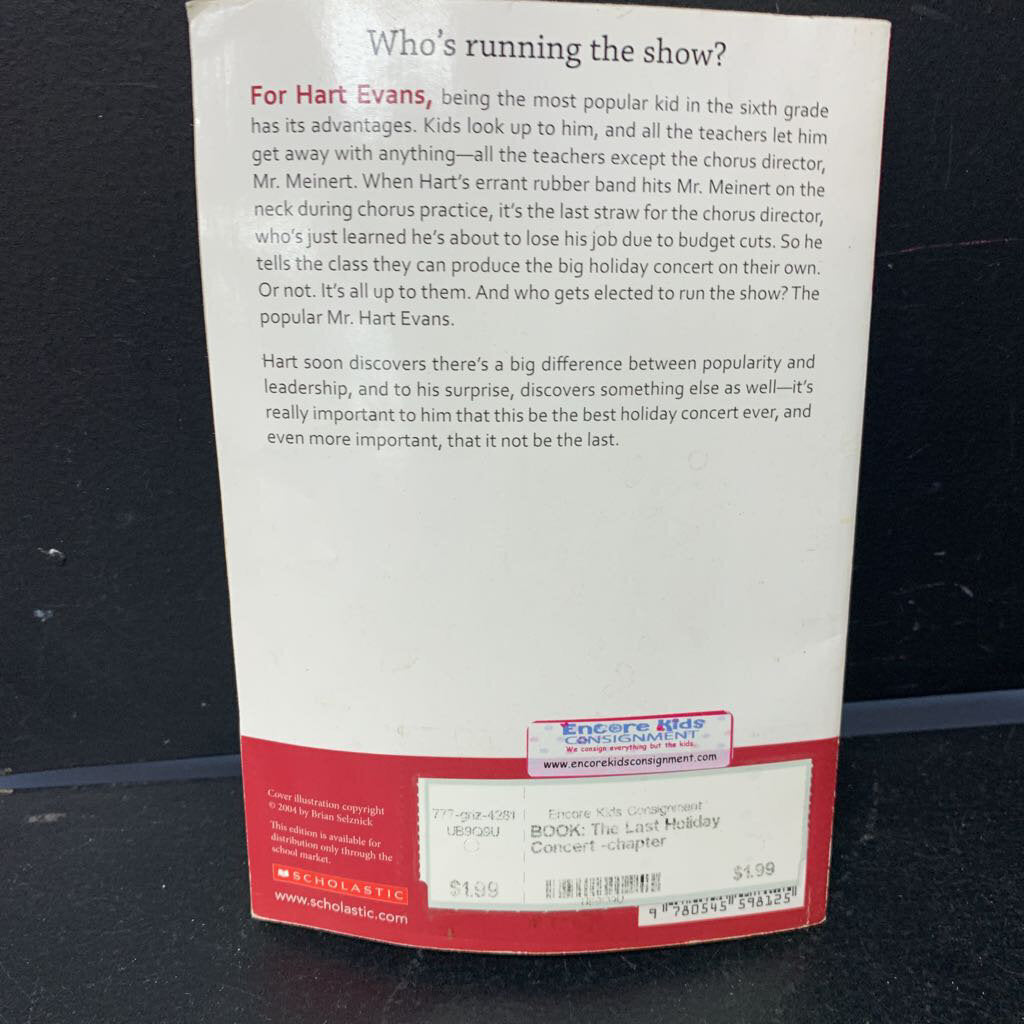 Who's running the show?
For Hart Evans, being the most popular kid in the sixth grade
has its advantages. Kids look up to him, and all the teachers let him
get away with anything—all the teachers except the chorus director,
Mr. Meinert. When Hart's errant rubber band hits Mr. Meinert on the
neck during chorus practice, it's the last straw for the chorus director,
who's just learned he's about to lose his job due to budget cuts. So he
tells the class they can produce the big holiday concert on their own.
Or not. It's all up to them. And who gets elected to run the show? The
popular Mr. Hart Evans.
Hart soon discovers there's a big difference between popularity and
leadership, and to his surprise, discovers something else as well—it's
really important to him that this be the best holiday concert ever, and
even more important, that it not be the last.
Encore Kids
CONSIGNMENT
We consign everything but the kids.
www.encorekidsconsignment.com
Cover illustration copyright
© 2004 by Brian Selznick
This edition is available for
distribution only through the
school market.
SCHOLASTIC
www.scholastic.com
UB9QGU
$1.99
Encore Kids Consignment
BOOK: The Last Holiday
Concert -chapter
$1.99
9 780545 598125